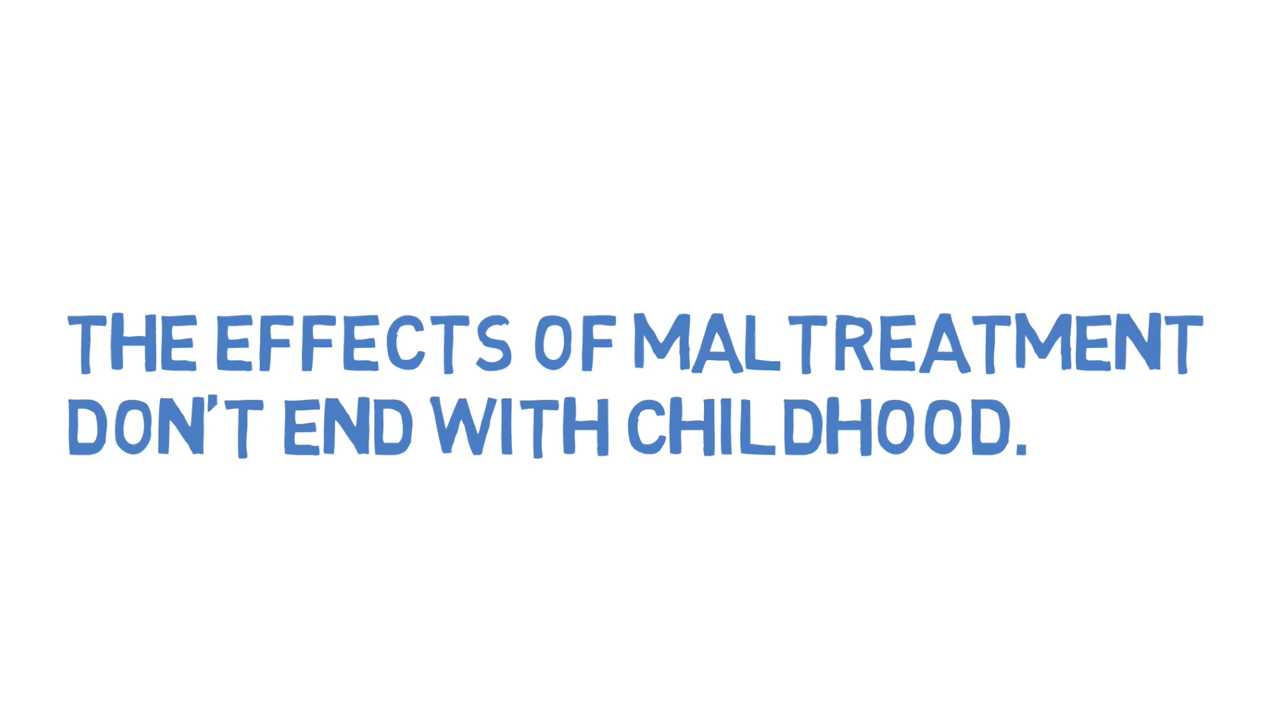 THE EFFECTS OF MALTREATMENT
DON'T END WITH CHILDHOOD.